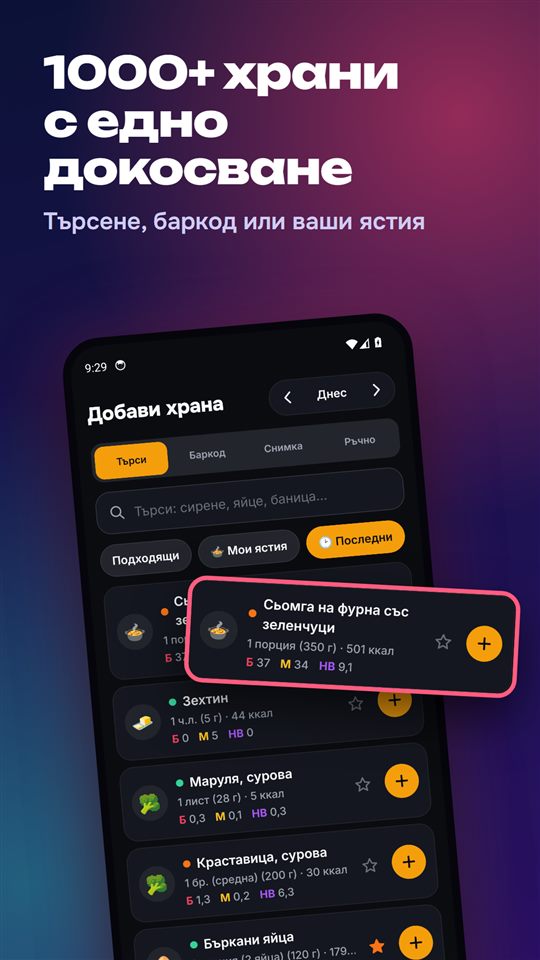 1000+ храни
с едно
докосване
Търсене, баркод или ваши ястия
9:29
Добави храна
Днес
Търси
Баркод
Снимка
Ръчно
Търси: сирене, яйце, баница...
Подходящи
Мои ястия
Последни
Сьомга на фурна със
зеленчуци
1 порция (350 г) · 501 ккал
Б 37 М 34 НВ 9,1
Зехтин
1 ч.л. (5 г) · 44 ккал
Б 0 М 5 НВ 0
Маруля, сурова
1 лист (28 г) · 5 ккал
Б 0,3 М 0,1 НВ 0,3
Краставица, сурова
1 бр. (средна) (200 г) · 30 ккал
Б 1,3 М 0,2 НВ 6,3
Бъркани яйца
(2 яйца) (120 г) · 179...